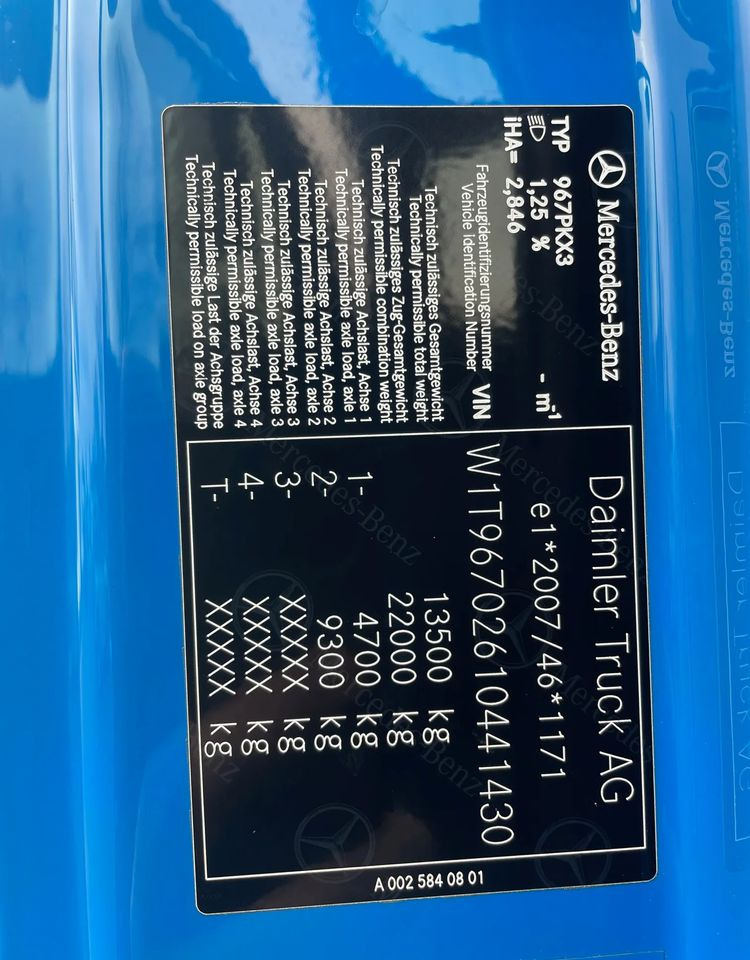 Mercedes-Benz Daimler Truck AG
TYP 967PKX3
1,25 % - m⁻¹ e1*2007/46*1171
iHA= 2,846
Fahrzeugidentifizierungsnummer
Vehicle Identification Number VIN W1T96702610441430
Technisch zulässiges Gesamtgewicht
Technically permissible total weight 13500 kg
Technisch zulässiges Zug-Gesamtgewicht
Technically permissible combination weight 22000 kg
Technisch zulässige Achslast, Achse 1
Technically permissible axle load, axle 1 1- 4700 kg
Technisch zulässige Achslast, Achse 2
Technically permissible axle load, axle 2 2- 9300 kg
Technisch zulässige Achslast, Achse 3
Technically permissible axle load, axle 3 3- XXXXX kg
Technisch zulässige Achslast, Achse 4
Technically permissible axle load, axle 4 4- XXXXX kg
Technisch zulässige Last der Achsgruppe
Technically permissible load on axle group T- XXXXX kg
A 002 584 08 01